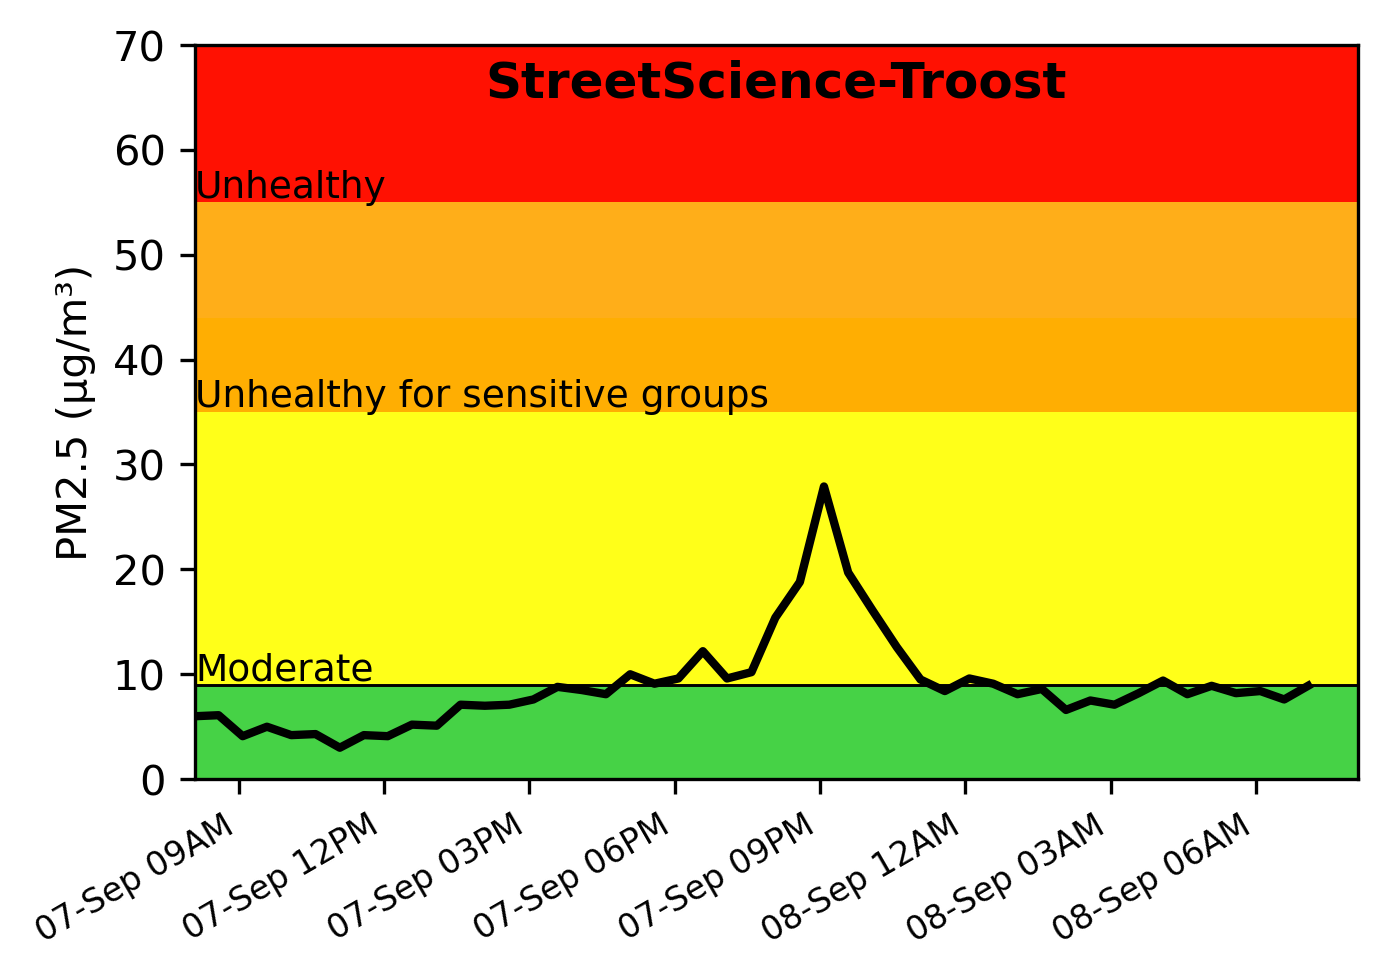 StreetScience-Troost
PM2.5 (µg/m³)
70
60
50
40
30
20
10
0
Unhealthy
Unhealthy for sensitive groups
Moderate
07-Sep 09AM
07-Sep 12PM
07-Sep 03PM
07-Sep 06PM
07-Sep 09PM
08-Sep 12AM
08-Sep 03AM
08-Sep 06AM